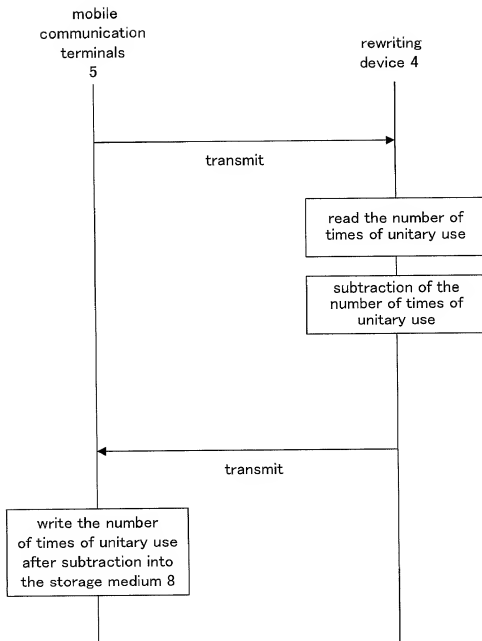 mobile
communication
terminals
5
rewriting
device 4
transmit
read the number of
times of unitary use
subtraction of the
number of times of
unitary use
transmit
write the number
of times of unitary use
after subtraction into
the storage medium 8